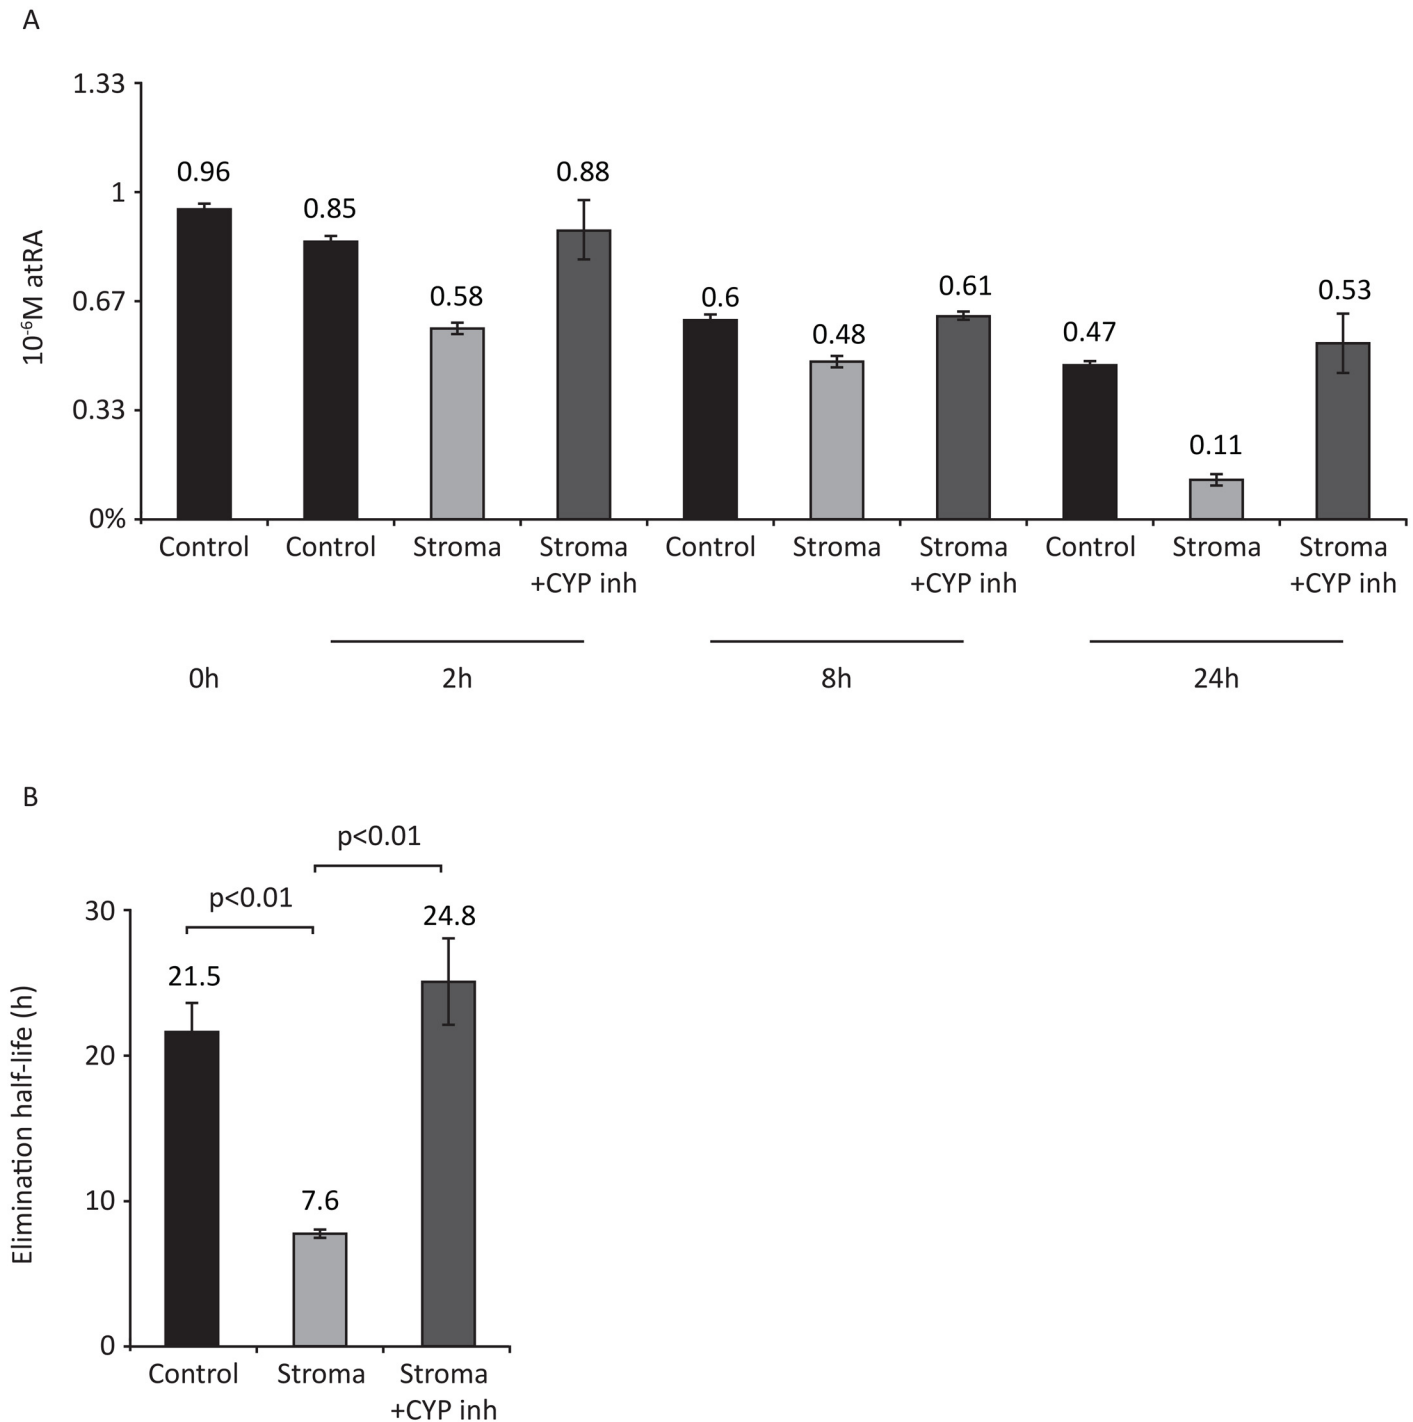 A
1.33
1
0.67
0.33
0%
10-6M atRA
0.96
0.85
0.58
0.88
0.6
0.48
0.61
0.47
0.11
0.53
Control
Control
Stroma
Stroma
+CYP inh
Control
Stroma
Stroma
+CYP inh
Control
Stroma
Stroma
+CYP inh
0h
2h
8h
24h
B
p<0.01
p<0.01
30
20
10
0
Elimination half-life (h)
21.5
7.6
24.8
Control
Stroma
Stroma
+CYP inh